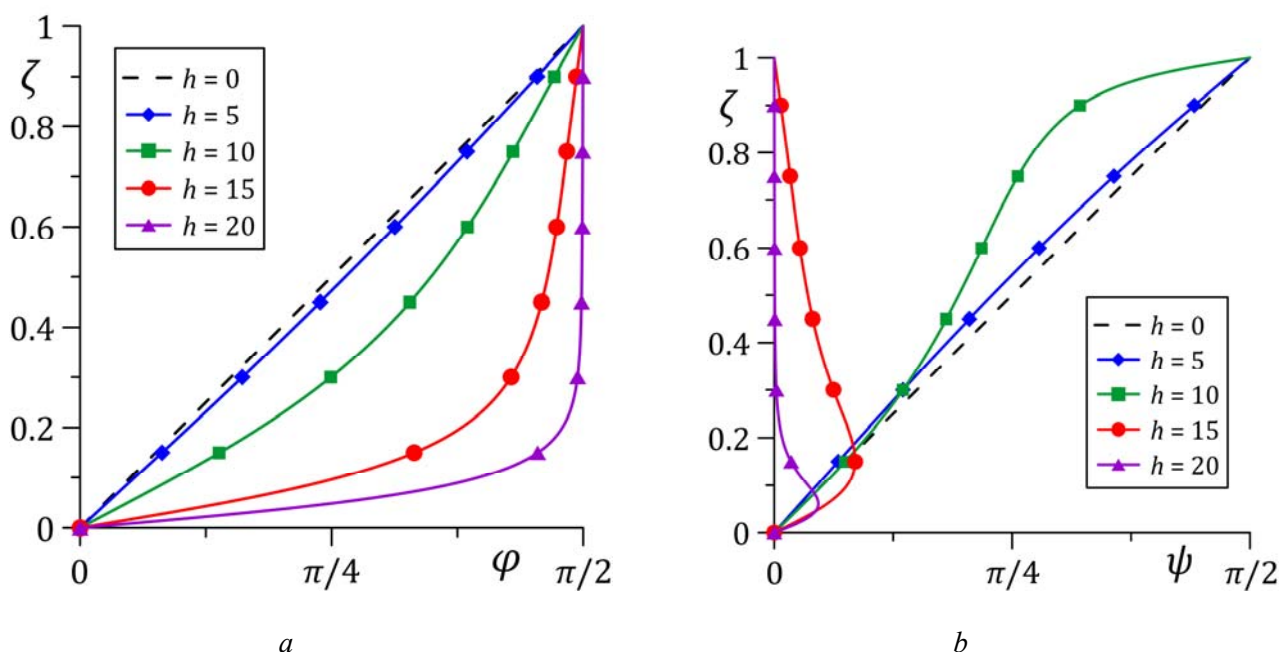 1
ζ
0.8
0.6
0.4
0.2
0
h = 0
h = 5
h = 10
h = 15
h = 20
0
π/4
φ
π/2
a
1
ζ
0.8
0.6
0.4
0.2
0
h = 0
h = 5
h = 10
h = 15
h = 20
0
π/4
ψ
π/2
b